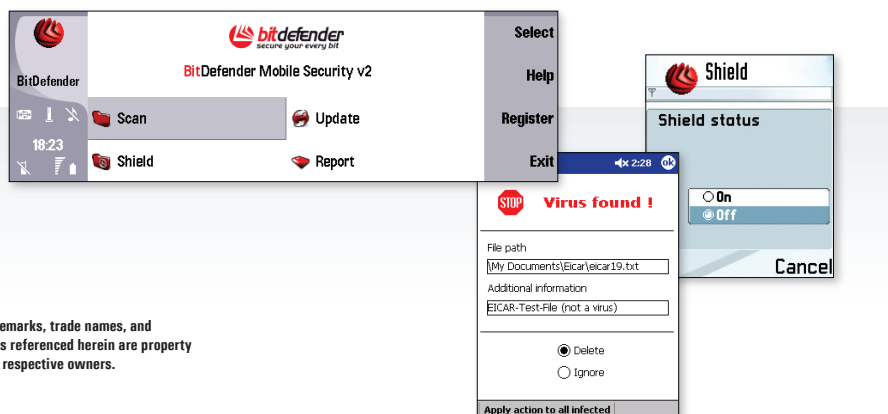 bitdefender
secure your every bit
BitDefender
BitDefender Mobile Security v2
Scan
Update
Shield
Report
18:23
Select
Help
Register
Exit
Shield
Shield status
On
Off
Cancel
2:28 ok
STOP Virus found !
File path
\My Documents\Eicar\eicar19.txt
Additional information
EICAR-Test-File (not a virus)
Delete
Ignore
Apply action to all infected
emarks, trade names, and
s referenced herein are property
respective owners.